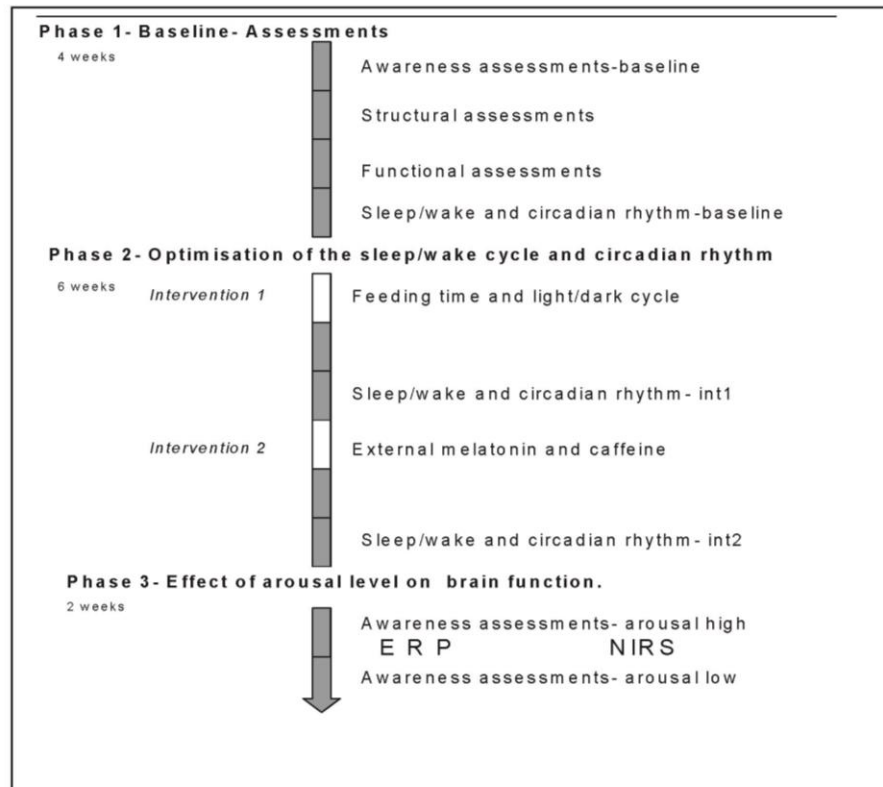 Phase 1- Baseline- Assessments
4 weeks
Awareness assessments-baseline
Structural assessments
Functional assessments
Sleep/wake and circadian rhythm-baseline
Phase 2- Optimisation of the sleep/wake cycle and circadian rhythm
6 weeks Intervention 1 Feeding time and light/dark cycle
Sleep/wake and circadian rhythm- int1
Intervention 2 External melatonin and caffeine
Sleep/wake and circadian rhythm- int2
Phase 3- Effect of arousal level on brain function.
2 weeks
Awareness assessments- arousal high
E R P NIRS
Awareness assessments- arousal low